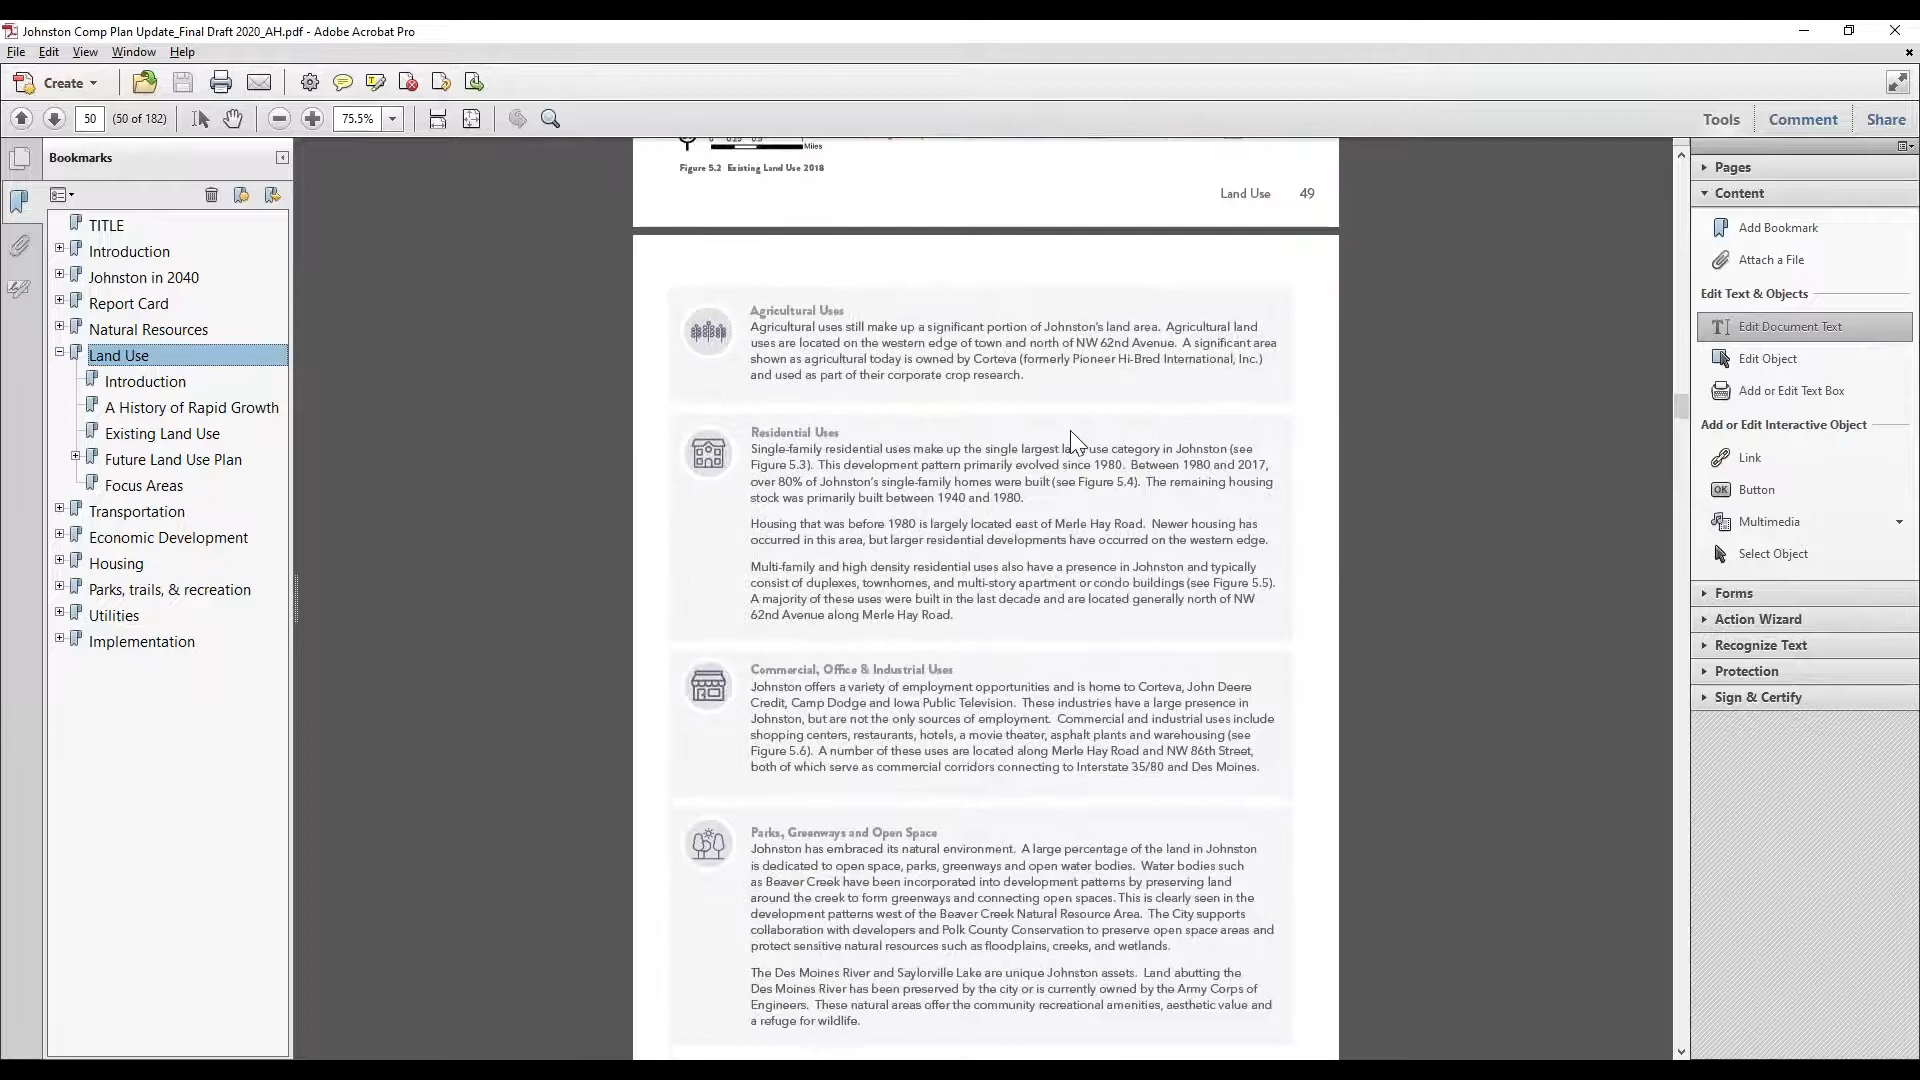 Johnston Comp Plan Update_Final Draft 2020_AH.pdf - Adobe Acrobat Pro
File Edit View Window Help
Create
50 (50 of 182) 75.5% Tools Comment Share
Bookmarks
TITLE
Introduction
Johnston in 2040
Report Card
Natural Resources
Land Use
Introduction
A History of Rapid Growth
Existing Land Use
Future Land Use Plan
Focus Areas
Transportation
Economic Development
Housing
Parks, trails, & recreation
Utilities
Implementation
Miles
Figure 5.2 Existing Land Use 2018
Land Use 49
Agricultural Uses
Agricultural uses still make up a significant portion of Johnston's land area. Agricultural land
uses are located on the western edge of town and north of NW 62nd Avenue. A significant area
shown as agricultural today is owned by Corteva (formerly Pioneer Hi-Bred International, Inc.)
and used as part of their corporate crop research.
Residential Uses
Single-family residential uses make up the single largest use category in Johnston (see
Figure 5.3). This development pattern primarily evolved since 1980. Between 1980 and 2017,
over 80% of Johnston's single-family homes were built (see Figure 5.4). The remaining housing
stock was primarily built between 1940 and 1980.
Housing that was before 1980 is largely located east of Merle Hay Road. Newer housing has
occurred in this area, but larger residential developments have occurred on the western edge.
Multi-family and high density residential uses also have a presence in Johnston and typically
consist of duplexes, townhomes, and multi-story apartment or condo buildings (see Figure 5.5).
A majority of these uses were built in the last decade and are located generally north of NW
62nd Avenue along Merle Hay Road.
Commercial, Office & Industrial Uses
Johnston offers a variety of employment opportunities and is home to Corteva, John Deere
Credit, Camp Dodge and Iowa Public Television. These industries have a large presence in
Johnston, but are not the only sources of employment. Commercial and industrial uses include
shopping centers, restaurants, hotels, a movie theater, asphalt plants and warehousing (see
Figure 5.6). A number of these uses are located along Merle Hay Road and NW 86th Street,
both of which serve as commercial corridors connecting to Interstate 35/80 and Des Moines.
Parks, Greenways and Open Space
Johnston has embraced its natural environment. A large percentage of the land in Johnston
is dedicated to open space, parks, greenways and open water bodies. Water bodies such
as Beaver Creek have been incorporated into development patterns by preserving land
around the creek to form greenways and connecting open spaces. This is clearly seen in the
development patterns west of the Beaver Creek Natural Resource Area. The City supports
collaboration with developers and Polk County Conservation to preserve open space areas and
protect sensitive natural resources such as floodplains, creeks, and wetlands.
The Des Moines River and Saylorville Lake are unique Johnston assets. Land abutting the
Des Moines River has been preserved by the city or is currently owned by the Army Corps of
Engineers. These natural areas offer the community recreational amenities, aesthetic value and
a refuge for wildlife.
Pages
Content
Add Bookmark
Attach a File
Edit Text & Objects
Edit Document Text
Edit Object
Add or Edit Text Box
Add or Edit Interactive Object
Link
OK Button
Multimedia
Select Object
Forms
Action Wizard
Recognize Text
Protection
Sign & Certify